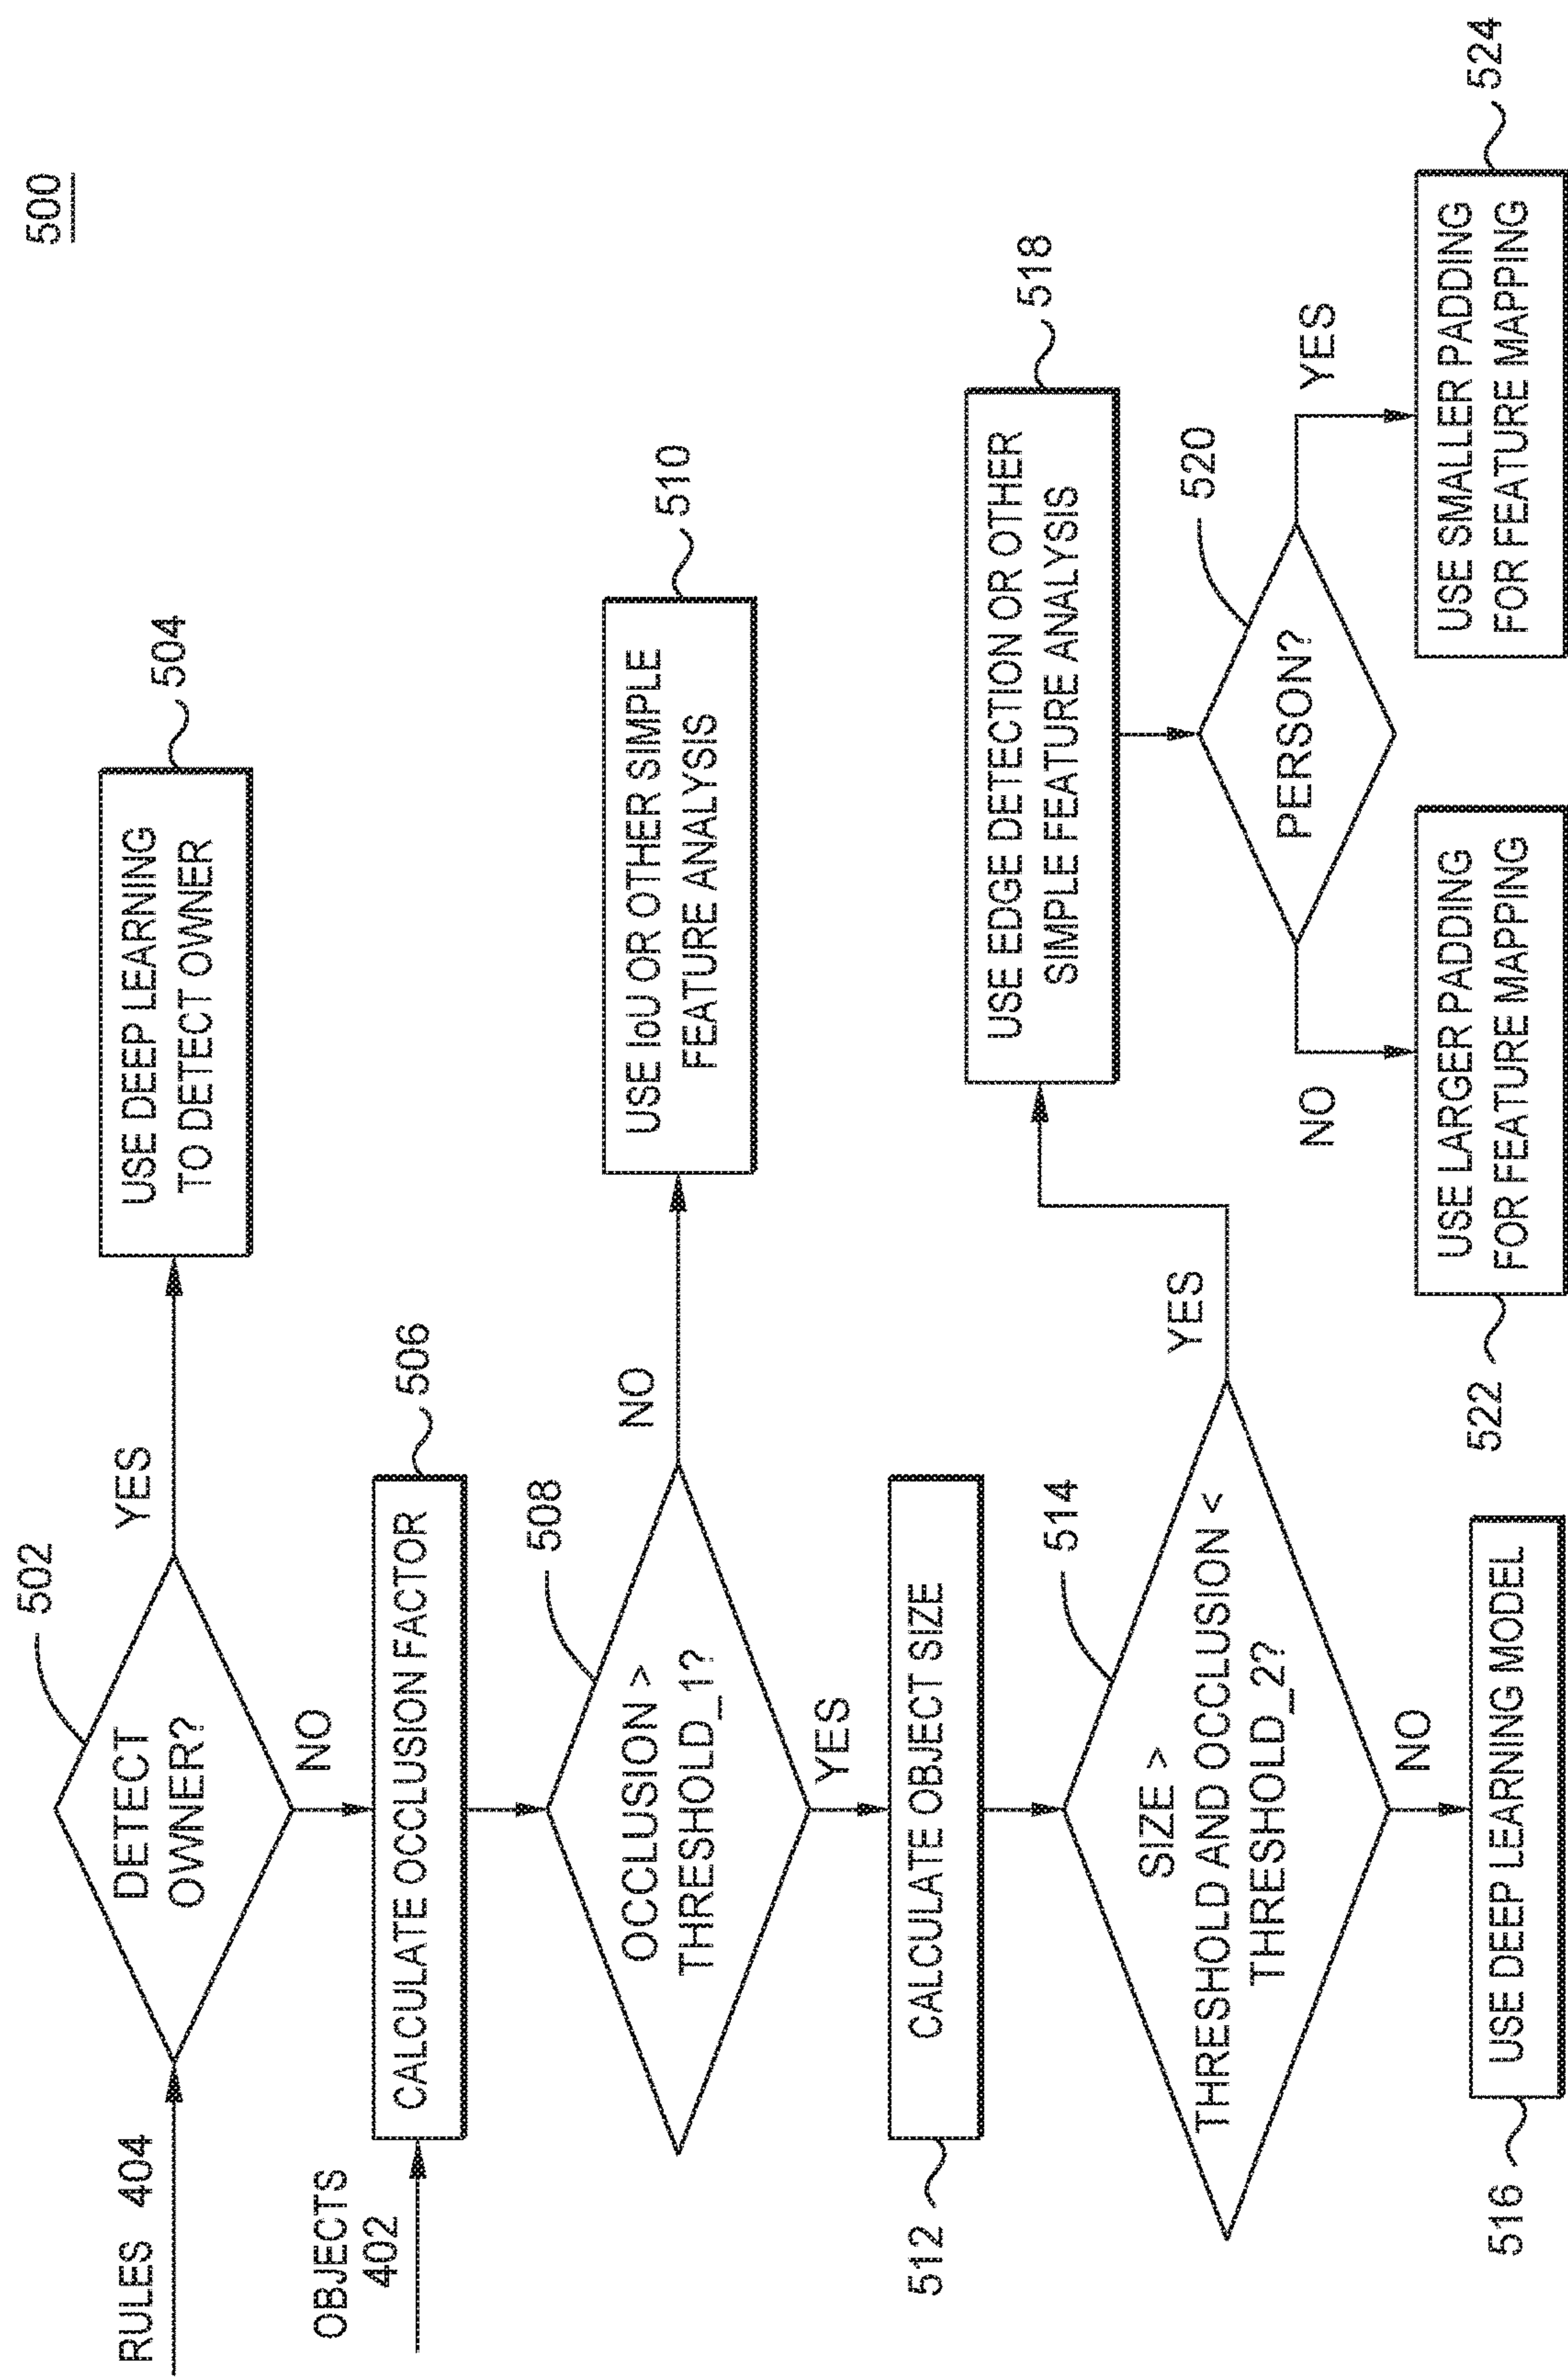 500
RULES 404
502
DETECT
OWNER?
YES
504
USE DEEP LEARNING
TO DETECT OWNER
NO
OBJECTS
402
506
CALCULATE OCCLUSION FACTOR
508
OCCLUSION >
THRESHOLD_1?
NO
510
USE IoU OR OTHER SIMPLE
FEATURE ANALYSIS
YES
512
CALCULATE OBJECT SIZE
514
SIZE >
THRESHOLD AND OCCLUSION <
THRESHOLD_2?
YES
518
USE EDGE DETECTION OR OTHER
SIMPLE FEATURE ANALYSIS
520
PERSON?
NO
516
USE DEEP LEARNING MODEL
NO
522
USE LARGER PADDING
FOR FEATURE MAPPING
YES
524
USE SMALLER PADDING
FOR FEATURE MAPPING